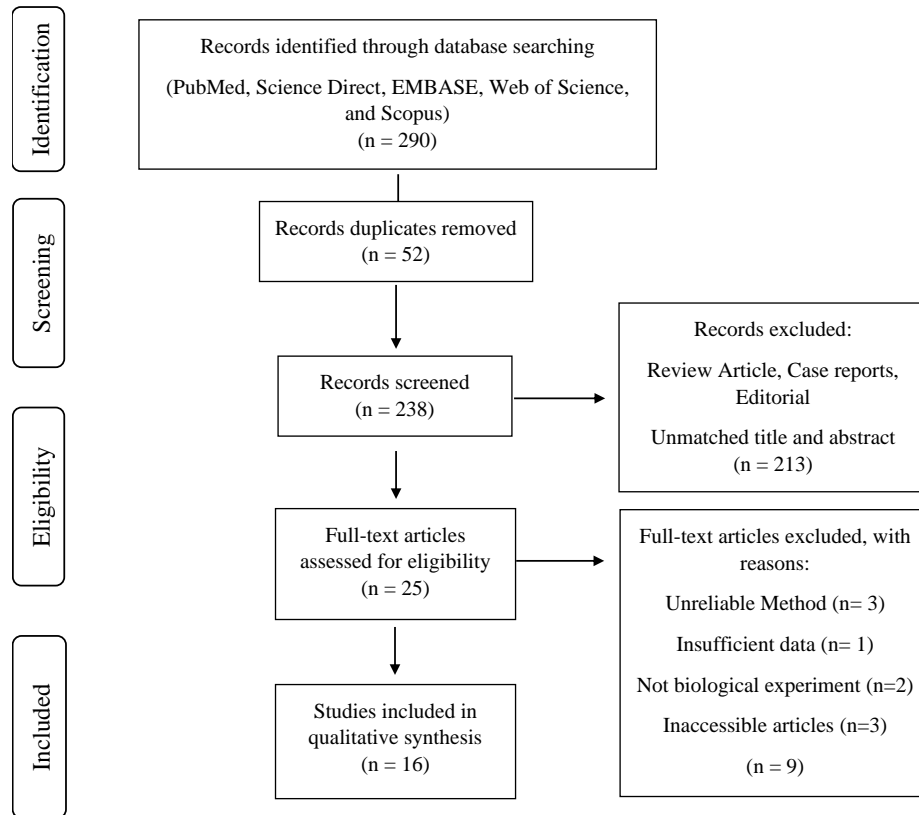 Identification
Records identified through database searching
(PubMed, Science Direct, EMBASE, Web of Science,
and Scopus)
(n = 290)
Screening
Records duplicates removed
(n = 52)
Records screened
(n = 238)
Records excluded:
Review Article, Case reports,
Editorial
Unmatched title and abstract
(n = 213)
Eligibility
Full-text articles
assessed for eligibility
(n = 25)
Full-text articles excluded, with
reasons:
Unreliable Method (n= 3)
Insufficient data (n= 1)
Not biological experiment (n=2)
Inaccessible articles (n=3)
(n = 9)
Included
Studies included in
qualitative synthesis
(n = 16)